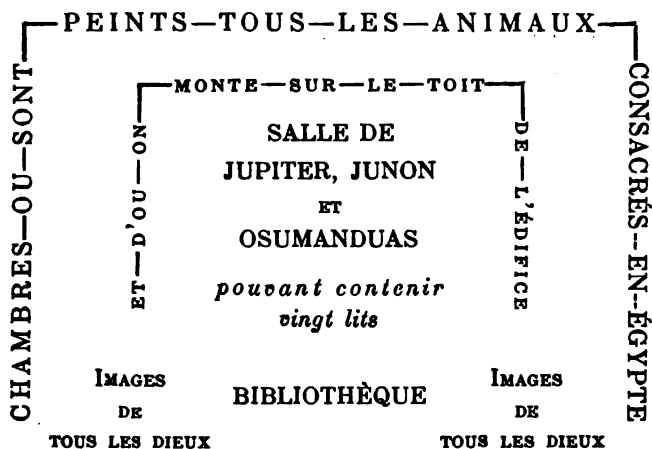 CHAMBRES—OU—SONT
PEINTS—TOUS—LES—ANIMAUX
CONSACRÉS—EN—ÉGYPTE
ET—D'OU—ON
MONTE—SUR—LE—TOIT
DE—L'ÉDIFICE
SALLE DE
JUPITER, JUNON
ET
OSUMANDUAS
pouvant contenir
vingt lits
IMAGES
DE
TOUS LES DIEUX
BIBLIOTHÈQUE
IMAGES
DE
TOUS LES DIEUX